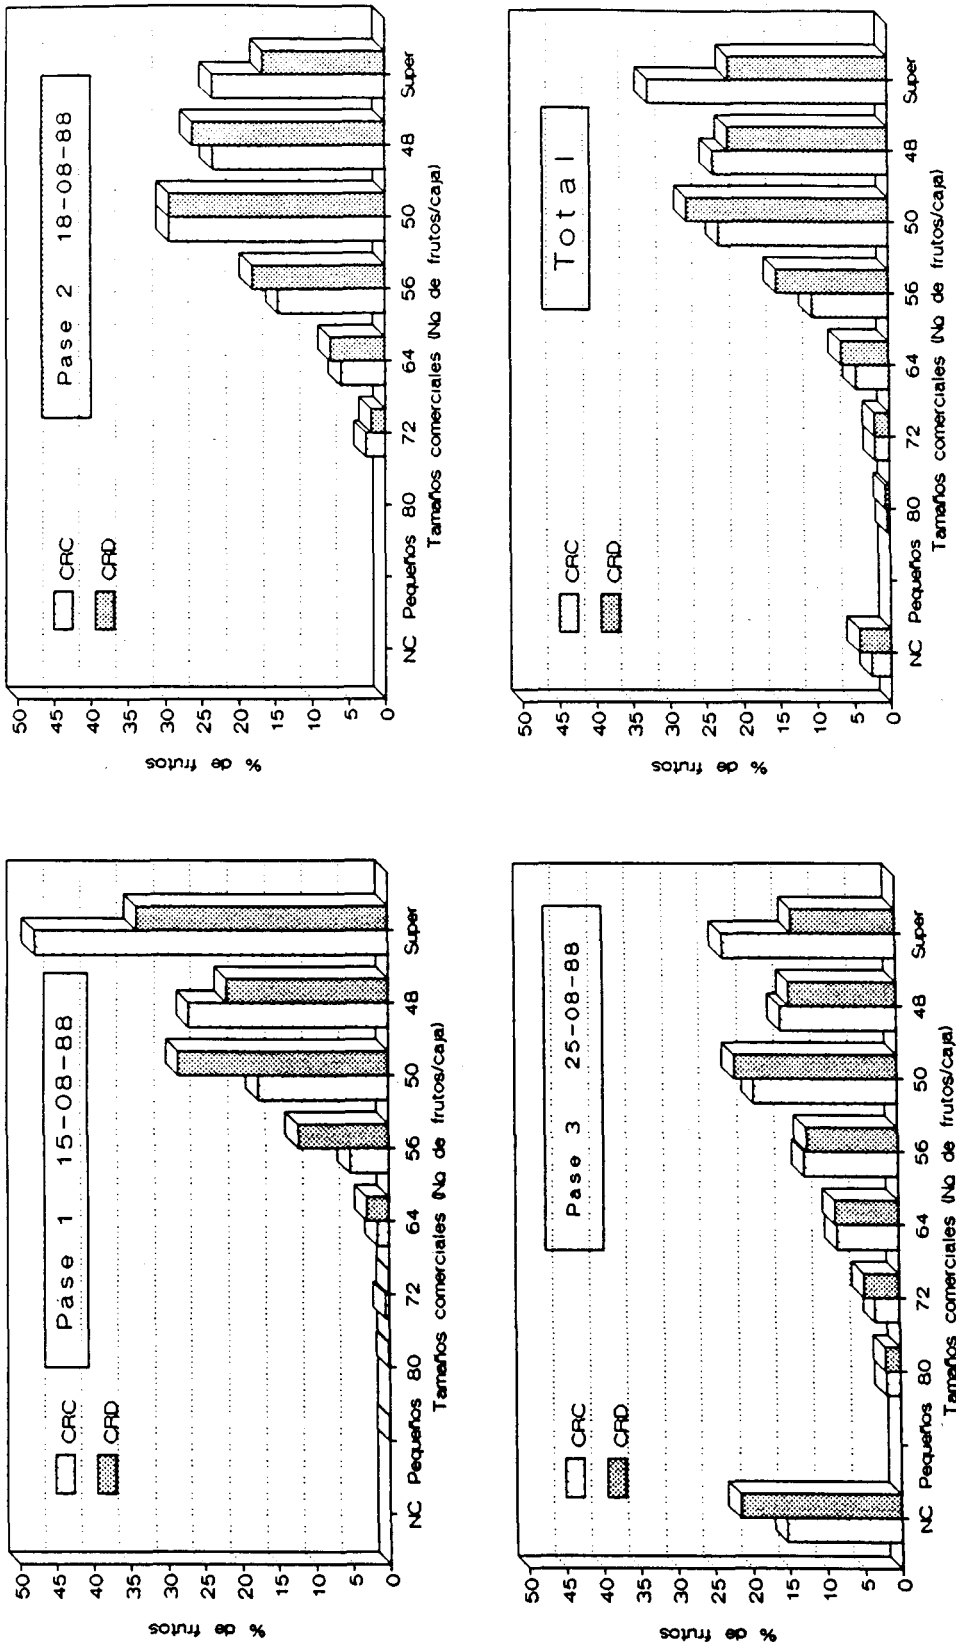 Pase 1 15-08-88
CRC
CRD
% de frutos
50
45
40
35
30
25
20
15
10
5
0
NC Pequeños 80 72 64 56 50 48 Super
Tamaños comerciales (No de frutos/caja)
Pase 2 18-08-88
CRC
CRD
% de frutos
50
45
40
35
30
25
20
15
10
5
0
NC Pequeños 80 72 64 56 50 48 Super
Tamaños comerciales (No de frutos/caja)
Pase 3 25-08-88
CRC
CRD
% de frutos
50
45
40
35
30
25
20
15
10
5
0
NC Pequeños 80 72 64 56 50 48 Super
Tamaños comerciales (No de frutos/caja)
Total
CRC
CRD
% de frutos
50
45
40
35
30
25
20
15
10
5
0
NC Pequeños 80 72 64 56 50 48 Super
Tamaños comerciales (No de frutos/caja)